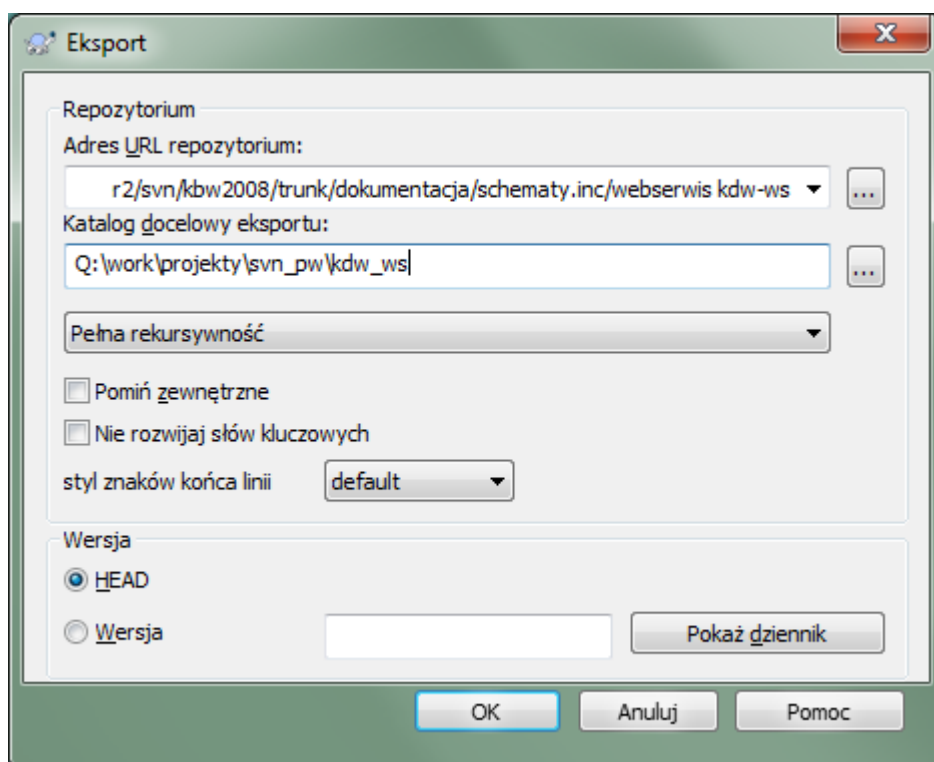 Eksport
Repozytorium
Adres URL repozytorium:
r2/svn/kbw2008/trunk/dokumentacja/schematy.inc/webserwis kdw-ws
...
Katalog docelowy eksportu:
Q:\work\projekty\svn_pw\kdw_ws
...
Pełna rekursywność
Pomiń zewnętrzne
Nie rozwijaj słów kluczowych
styl znaków końca linii default
Wersja
HEAD
Wersja Pokaż dziennik
OK Anuluj Pomoc